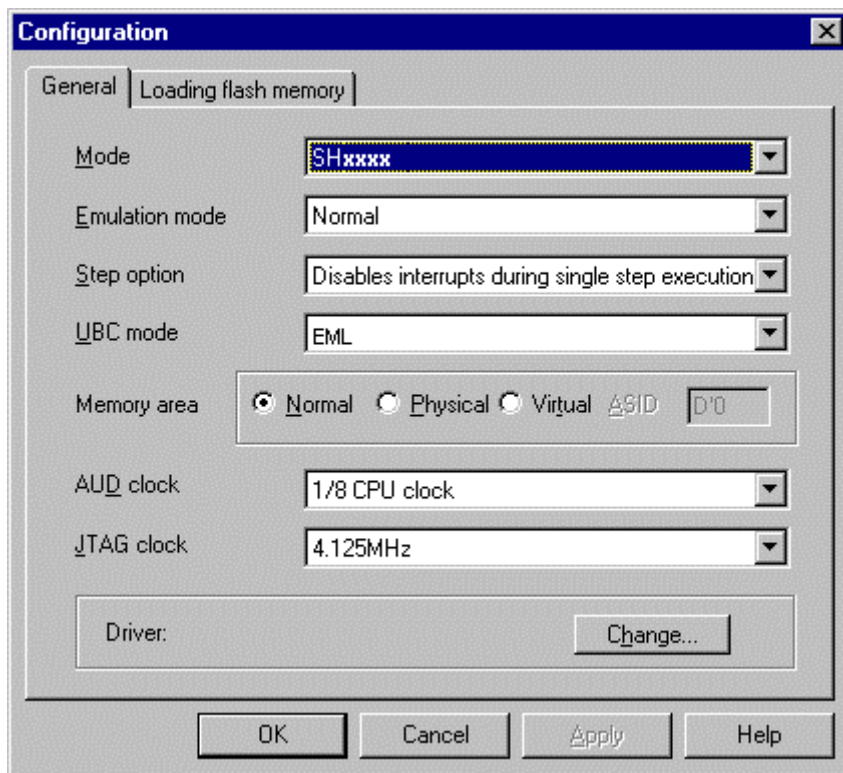 Configuration
General Loading flash memory
Mode SHxxxx
Emulation mode Normal
Step option Disables interrupts during single step execution
UBC mode EML
Memory area Normal Physical Virtual ASID D'0
AUD clock 1/8 CPU clock
JTAG clock 4.125MHz
Driver: Change...
OK Cancel Apply Help